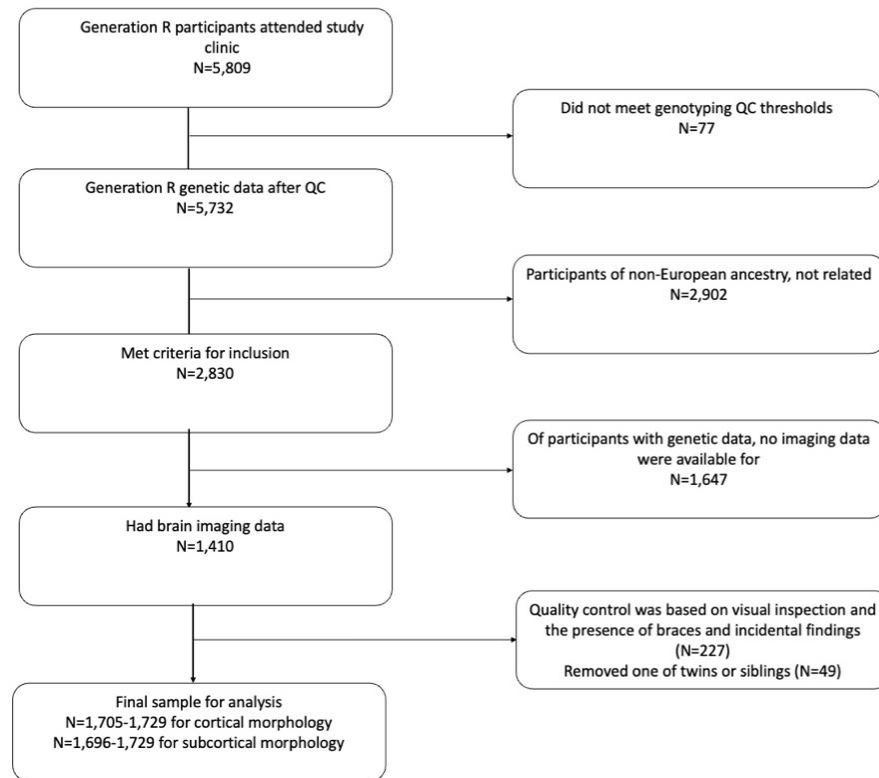 Generation R participants attended study
clinic
N=5,809
Did not meet genotyping QC thresholds
N=77
Generation R genetic data after QC
N=5,732
Participants of non-European ancestry, not related
N=2,902
Met criteria for inclusion
N=2,830
Of participants with genetic data, no imaging data
were available for
N=1,647
Had brain imaging data
N=1,410
Quality control was based on visual inspection and
the presence of braces and incidental findings
(N=227)
Removed one of twins or siblings (N=49)
Final sample for analysis
N=1,705-1,729 for cortical morphology
N=1,696-1,729 for subcortical morphology